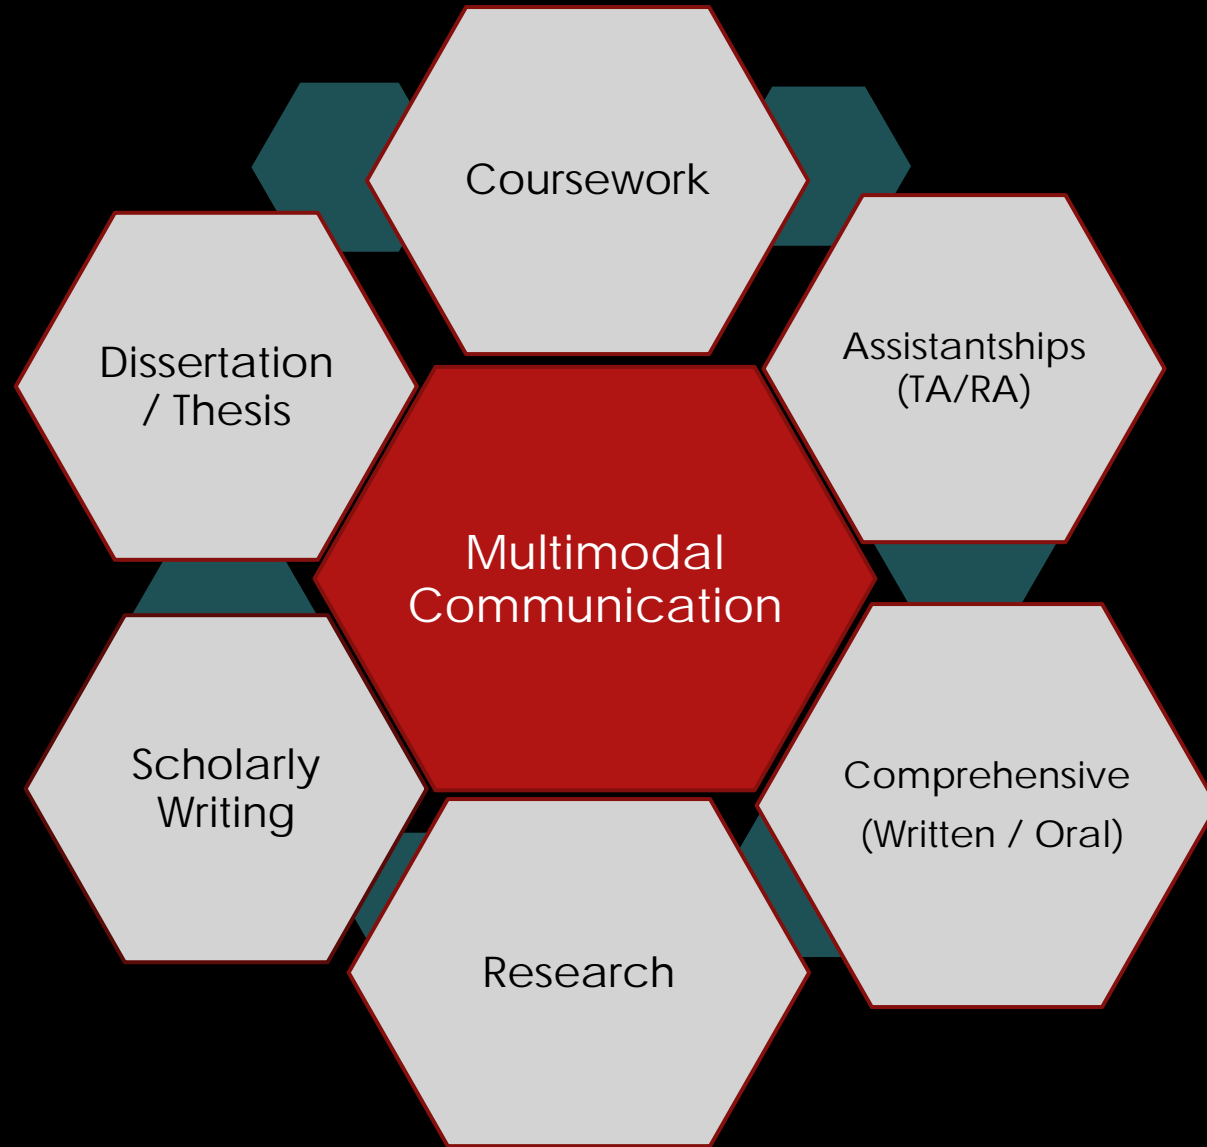 Coursework
Assistantships
(TA/RA)
Comprehensive
(Written / Oral)
Research
Scholarly
Writing
Dissertation
/ Thesis
Multimodal
Communication